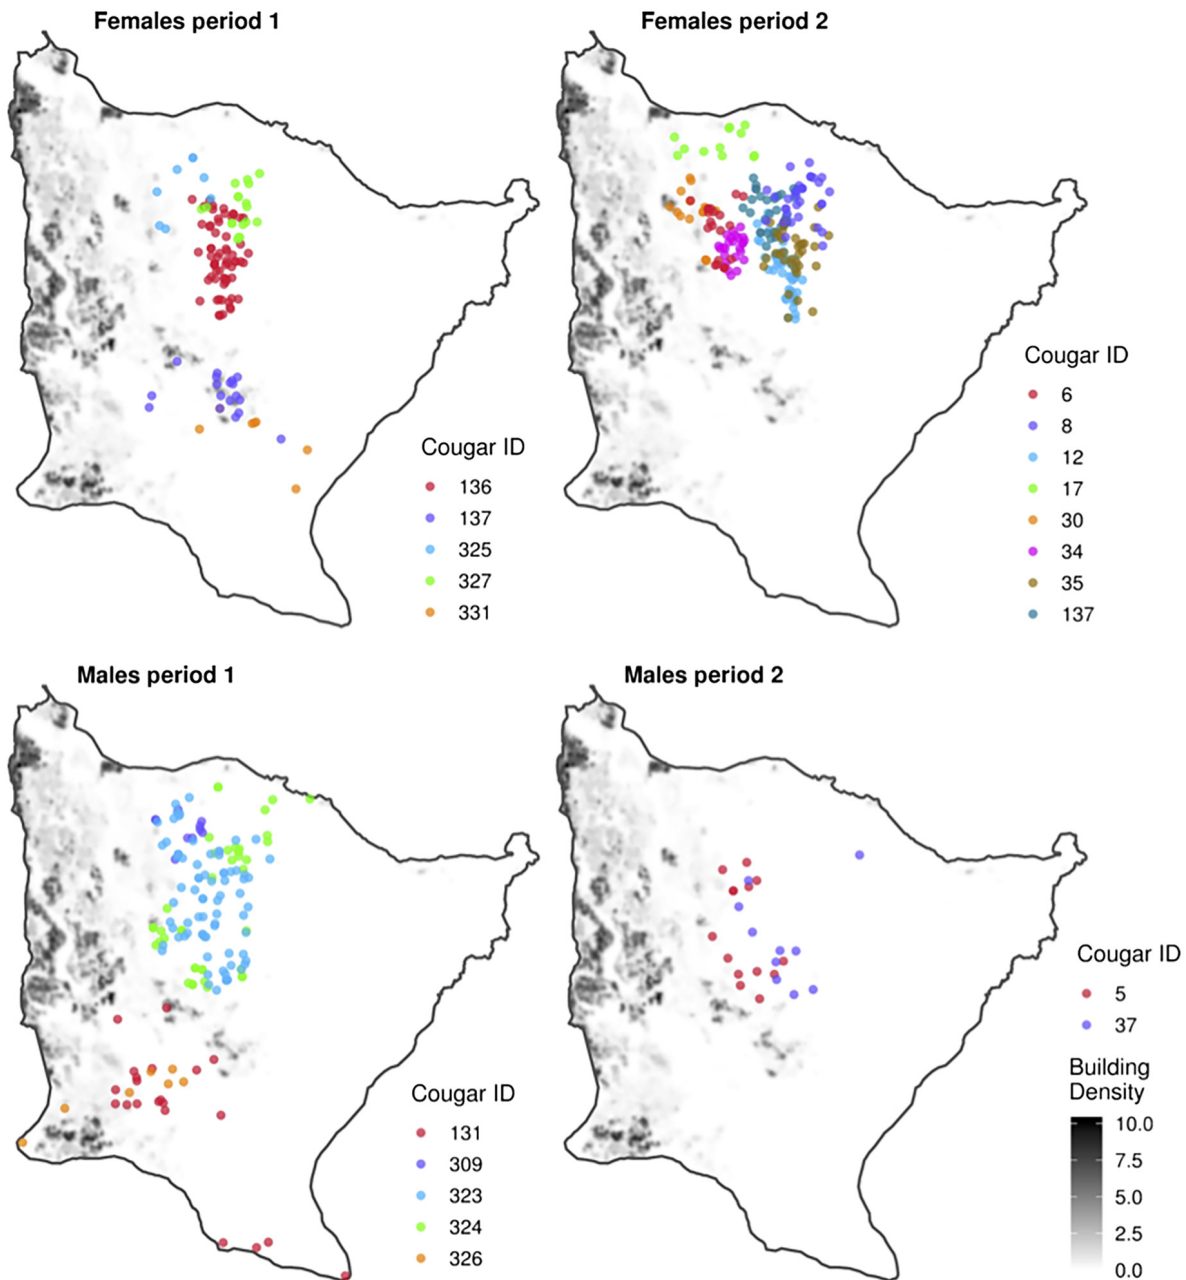 Females period 1
Females period 2
Cougar ID
136
137
325
327
331
Cougar ID
6
8
12
17
30
34
35
137
Males period 1
Males period 2
Cougar ID
131
309
323
324
326
Cougar ID
5
37
Building
Density
10.0
7.5
5.0
2.5
0.0